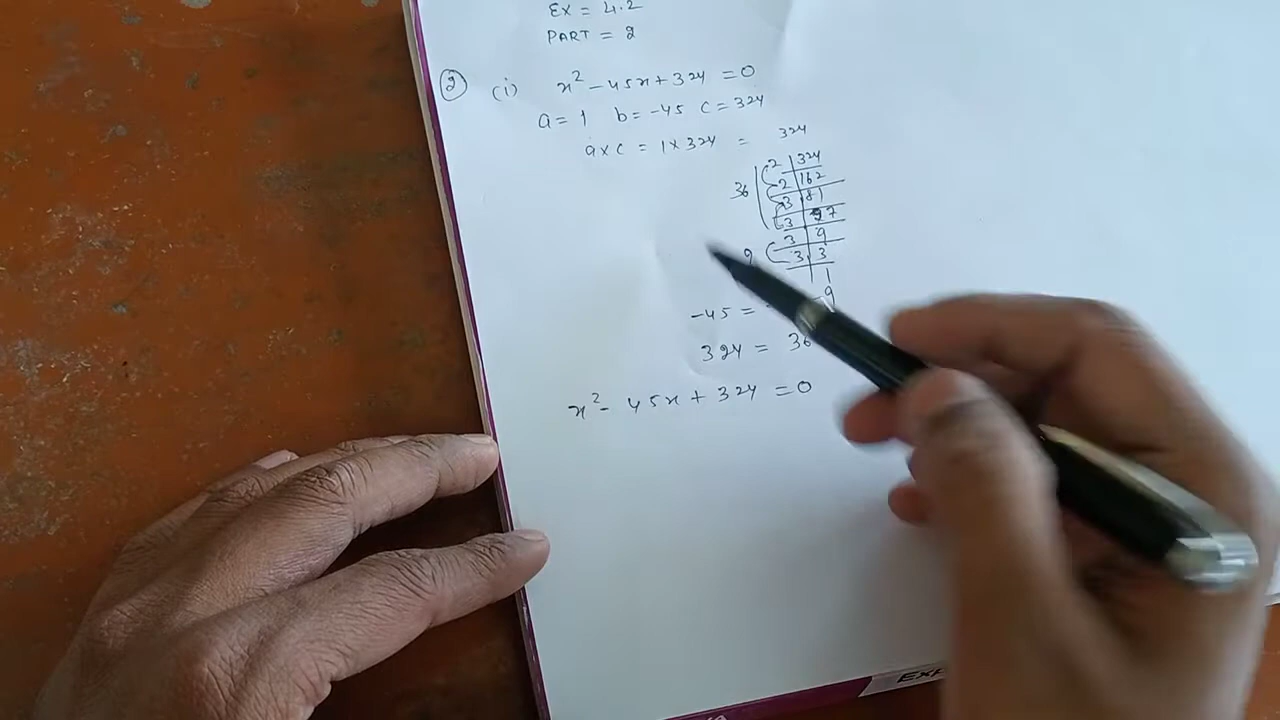 EX = 4.2
PART = 2
② (i) x² - 45x + 324 = 0
a = 1 b = -45 c = 324
a x c = 1 x 324 = 324
2 | 324
36 2 | 162
3 | 81
3 | 27
3 | 9
9 3 | 3
1
-45 = 9
324 = 36
x² - 45x + 324 = 0